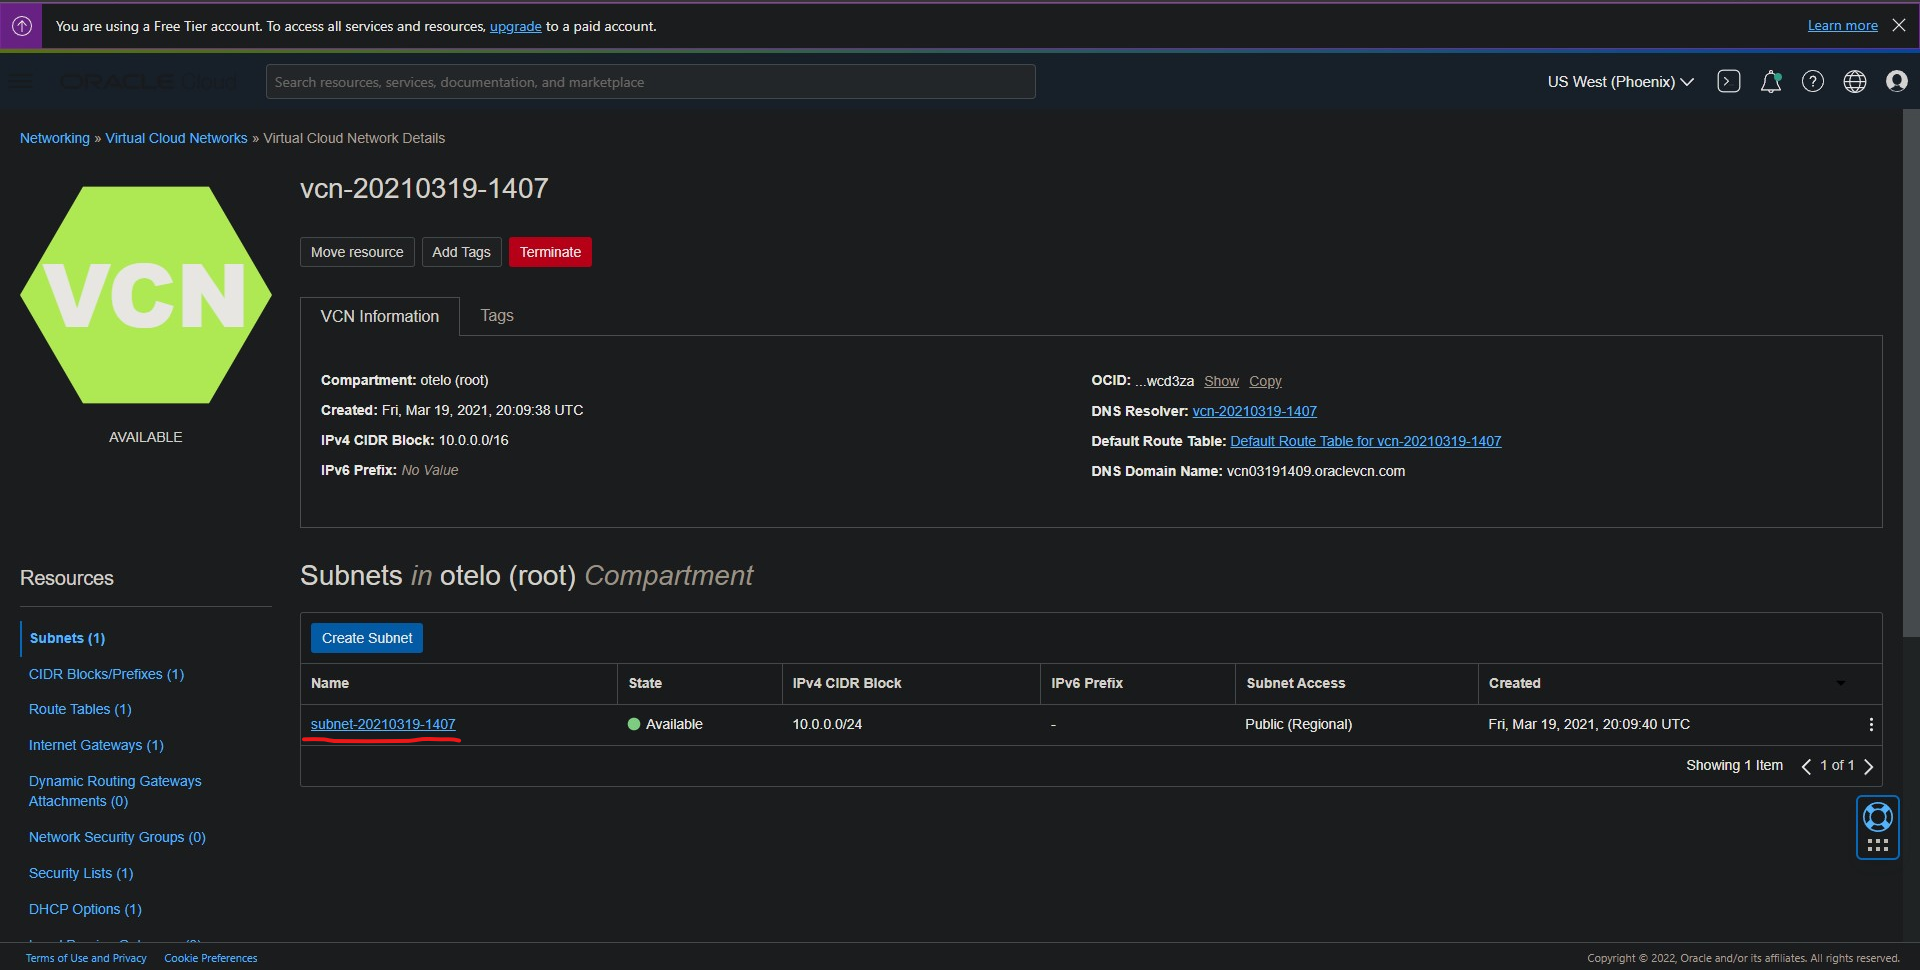 You are using a Free Tier account. To access all services and resources, upgrade to a paid account.
Learn more
ORACLE Cloud
Search resources, services, documentation, and marketplace
US West (Phoenix)
Networking » Virtual Cloud Networks » Virtual Cloud Network Details
VCN
AVAILABLE
vcn-20210319-1407
Move resource
Add Tags
Terminate
VCN Information
Tags
Compartment: otelo (root)
Created: Fri, Mar 19, 2021, 20:09:38 UTC
IPv4 CIDR Block: 10.0.0.0/16
IPv6 Prefix: No Value
OCID: ...wcd3za Show Copy
DNS Resolver: vcn-20210319-1407
Default Route Table: Default Route Table for vcn-20210319-1407
DNS Domain Name: vcn03191409.oraclevcn.com
Resources
Subnets (1)
CIDR Blocks/Prefixes (1)
Route Tables (1)
Internet Gateways (1)
Dynamic Routing Gateways
Attachments (0)
Network Security Groups (0)
Security Lists (1)
DHCP Options (1)
Subnets in otelo (root) Compartment
Create Subnet
Name State IPv4 CIDR Block IPv6 Prefix Subnet Access Created
subnet-20210319-1407 Available 10.0.0.0/24 - Public (Regional) Fri, Mar 19, 2021, 20:09:40 UTC
Showing 1 Item 1 of 1
Terms of Use and Privacy Cookie Preferences
Copyright © 2022, Oracle and/or its affiliates. All rights reserved.